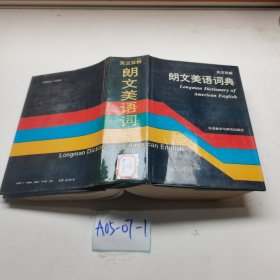 英汉双解
朗文美语词
Longman Dictionary of American English
英汉双解
朗文美语词典
Longman Dictionary of
American English
外语教学与研究出版社
A05-07-1